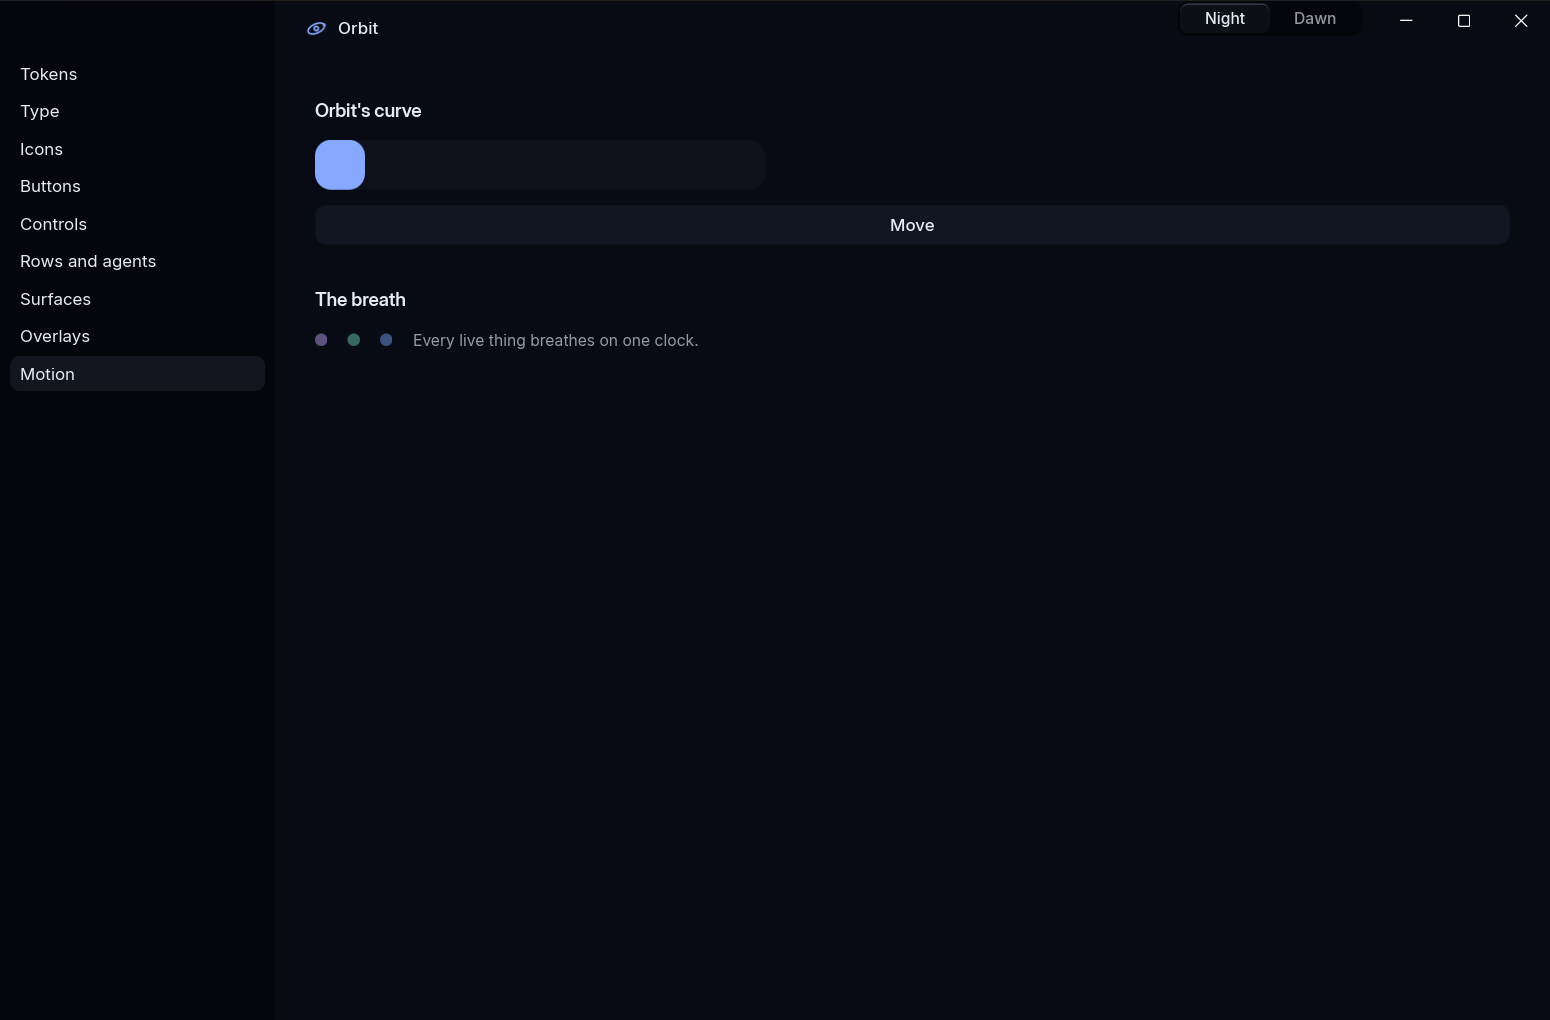 Orbit
Night
Dawn
Tokens
Type
Icons
Buttons
Controls
Rows and agents
Surfaces
Overlays
Motion
Orbit's curve
Move
The breath
Every live thing breathes on one clock.